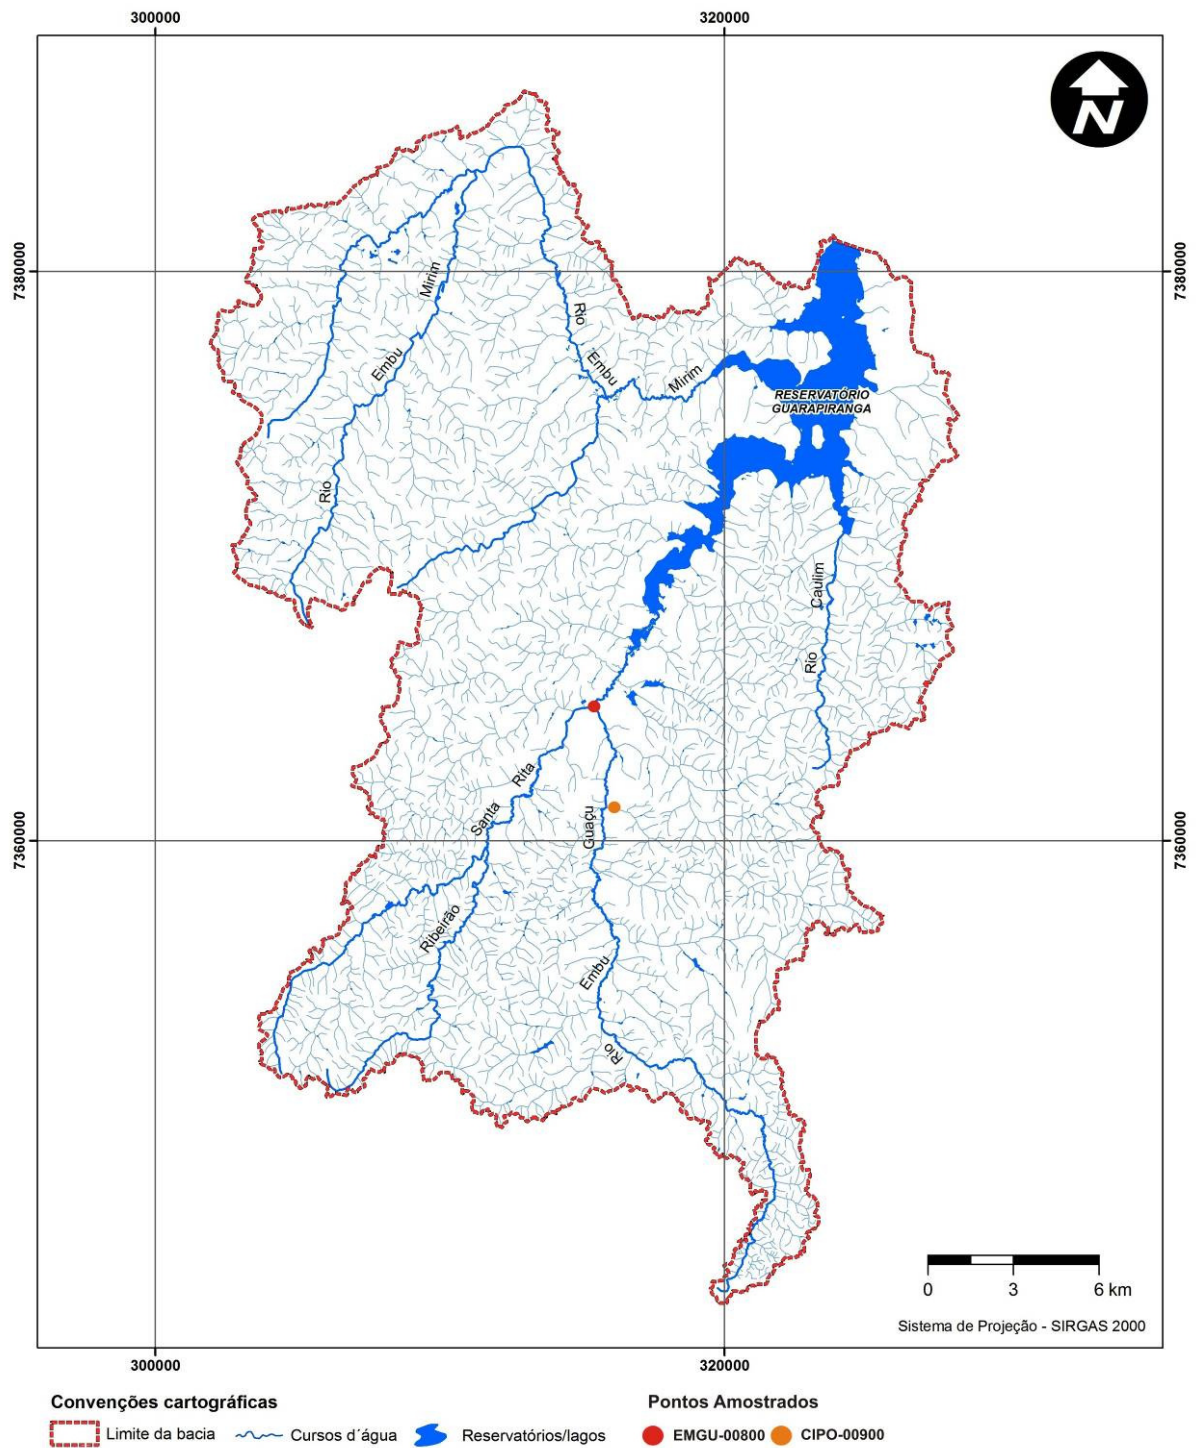 300000
320000
N
7380000
7380000
Mirim
Rio
Embu
Embu
Mirim
RESERVATÓRIO
GUARAPIRANGA
Rio
Caulim
Rio
Rita
Santa
Guaçu
7360000
7360000
Ribeirão
Embu
Rio
0 3 6 km
Sistema de Projeção - SIRGAS 2000
300000
320000
Convenções cartográficas
Pontos Amostrados
Limite da bacia
Cursos d´água
Reservatórios/lagos
EMGU-00800
CIPO-00900